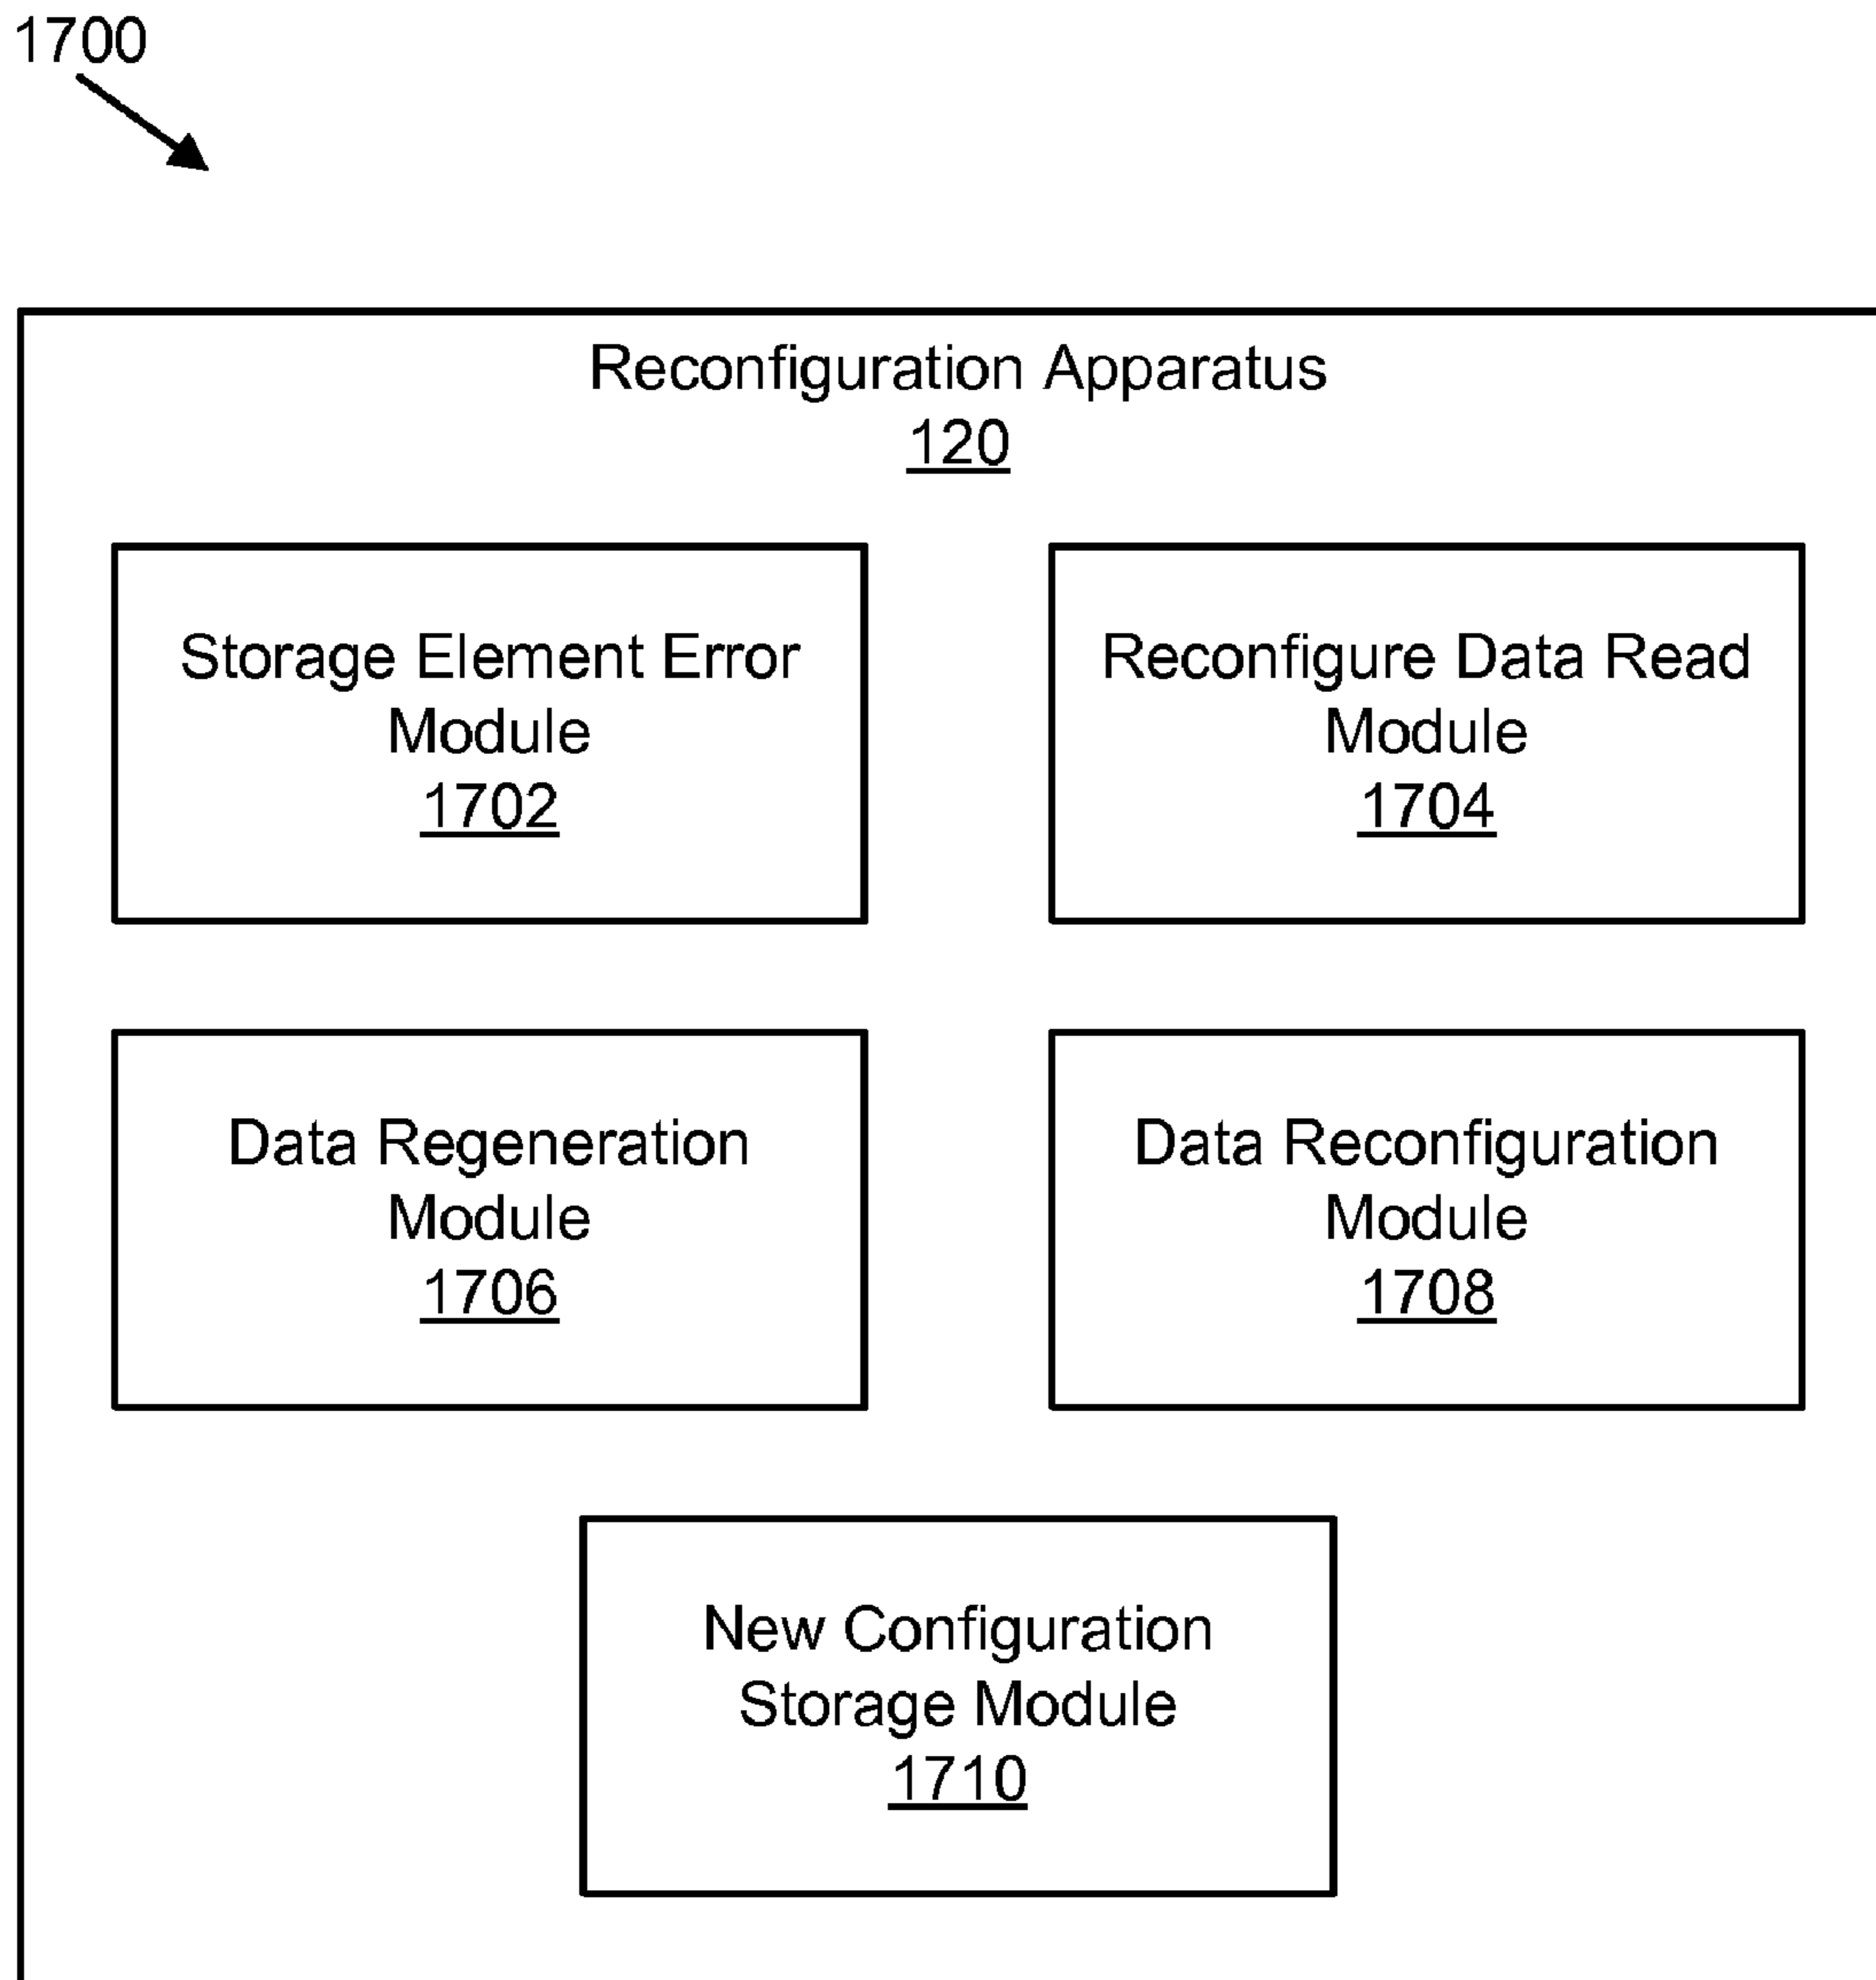 1700
Reconfiguration Apparatus
120
Storage Element Error
Module
1702
Reconfigure Data Read
Module
1704
Data Regeneration
Module
1706
Data Reconfiguration
Module
1708
New Configuration
Storage Module
1710